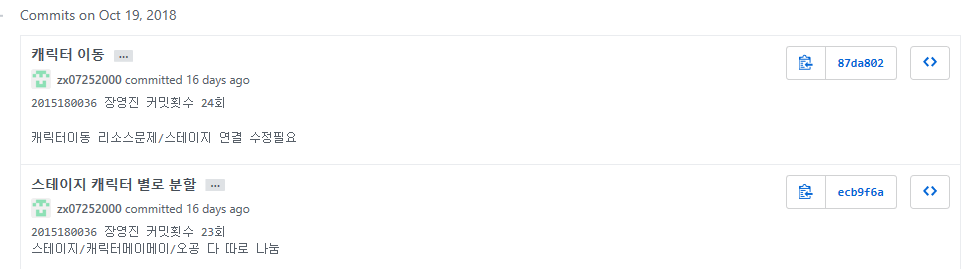 Commits on Oct 19, 2018
캐릭터 이동 ...
87da802
zx07252000 committed 16 days ago
2015180036 장영진 커밋횟수 24회
캐릭터이동 리소스문제/스테이지 연결 수정필요
스테이지 캐릭터 별로 분할 ...
ecb9f6a
zx07252000 committed 16 days ago
2015180036 장영진 커밋횟수 23회
스테이지/캐릭터메이메이/오공 다 따로 나눔